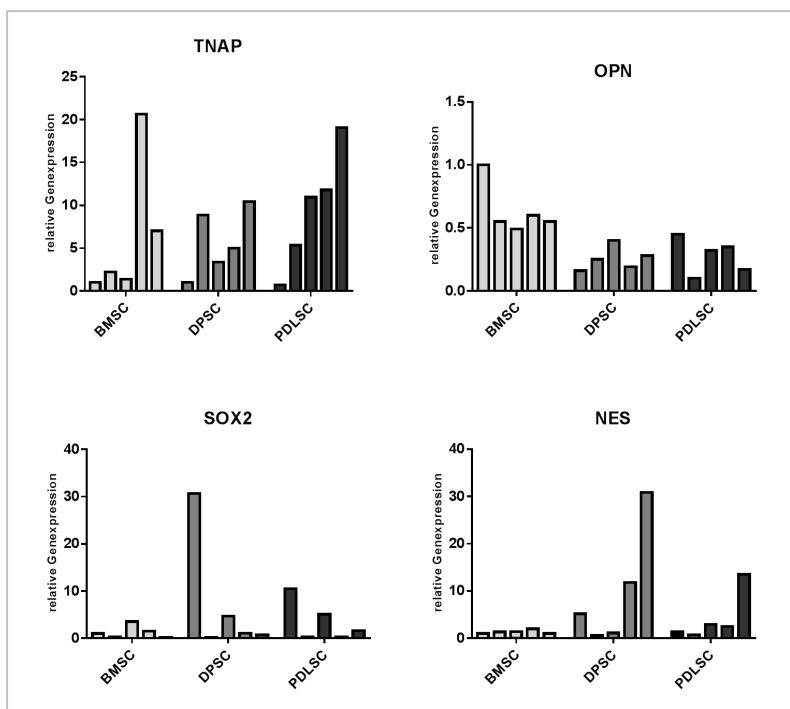 TNAP
relative Genexpression
25
20
15
10
5
0
BMSC
DPSC
PDLSC
OPN
relative Genexpression
1.5
1.0
0.5
0.0
BMSC
DPSC
PDLSC
SOX2
relative Genexpression
40
30
20
10
0
BMSC
DPSC
PDLSC
NES
relative Genexpression
40
30
20
10
0
BMSC
DPSC
PDLSC